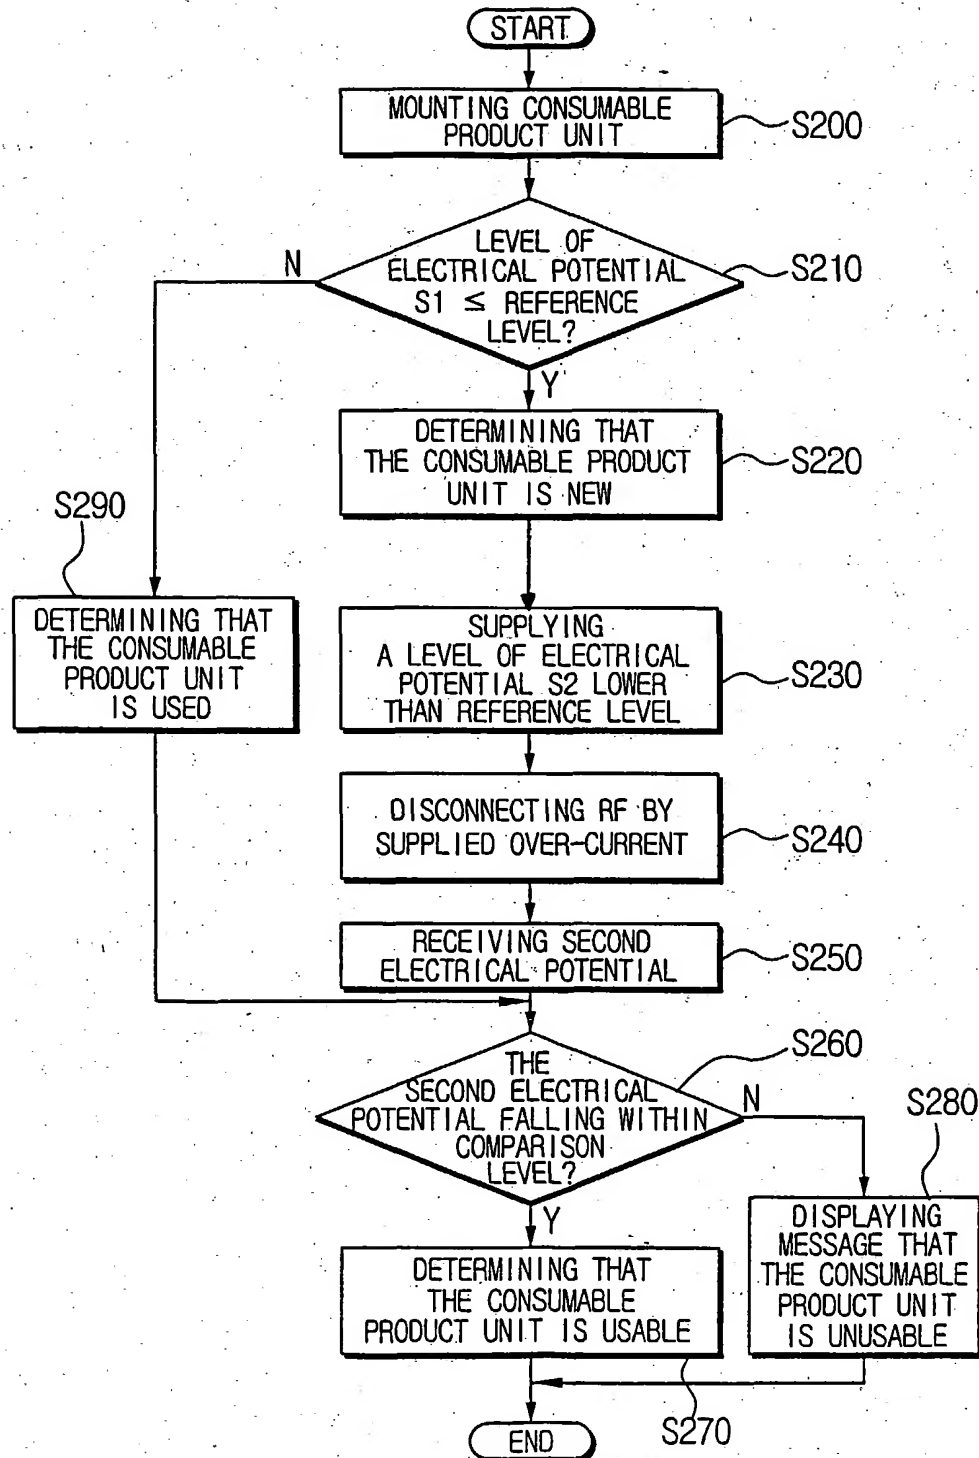 START
MOUNTING CONSUMABLE
PRODUCT UNIT
S200
LEVEL OF
ELECTRICAL POTENTIAL
S1 ≤ REFERENCE
LEVEL?
S210
N
Y
DETERMINING THAT
THE CONSUMABLE PRODUCT
UNIT IS NEW
S220
S290
DETERMINING THAT
THE CONSUMABLE
PRODUCT UNIT
IS USED
SUPPLYING
A LEVEL OF ELECTRICAL
POTENTIAL S2 LOWER
THAN REFERENCE LEVEL
S230
DISCONNECTING RF BY
SUPPLIED OVER-CURRENT
S240
RECEIVING SECOND
ELECTRICAL POTENTIAL
S250
THE
SECOND ELECTRICAL
POTENTIAL FALLING WITHIN
COMPARISON
LEVEL?
S260
N
Y
S280
DISPLAYING
MESSAGE THAT
THE CONSUMABLE
PRODUCT UNIT
IS UNUSABLE
DETERMINING THAT
THE CONSUMABLE
PRODUCT UNIT IS USABLE
S270
END